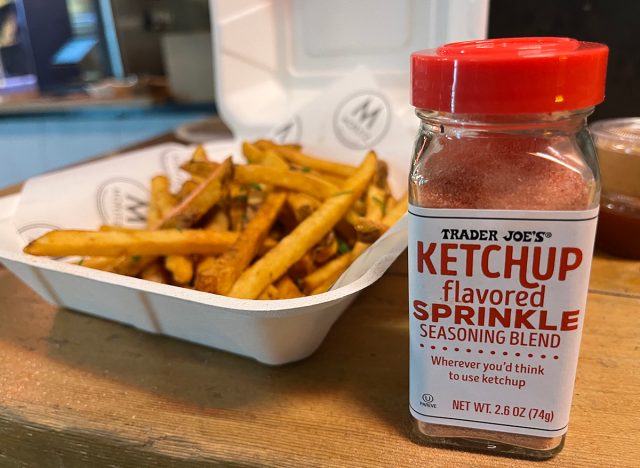 TRADER JOE'S®
KETCHUP
flavored
SPRINKLE
SEASONING BLEND
Wherever you'd think
to use ketchup
U
PAREVE
NET WT. 2.6 OZ (74g)
M